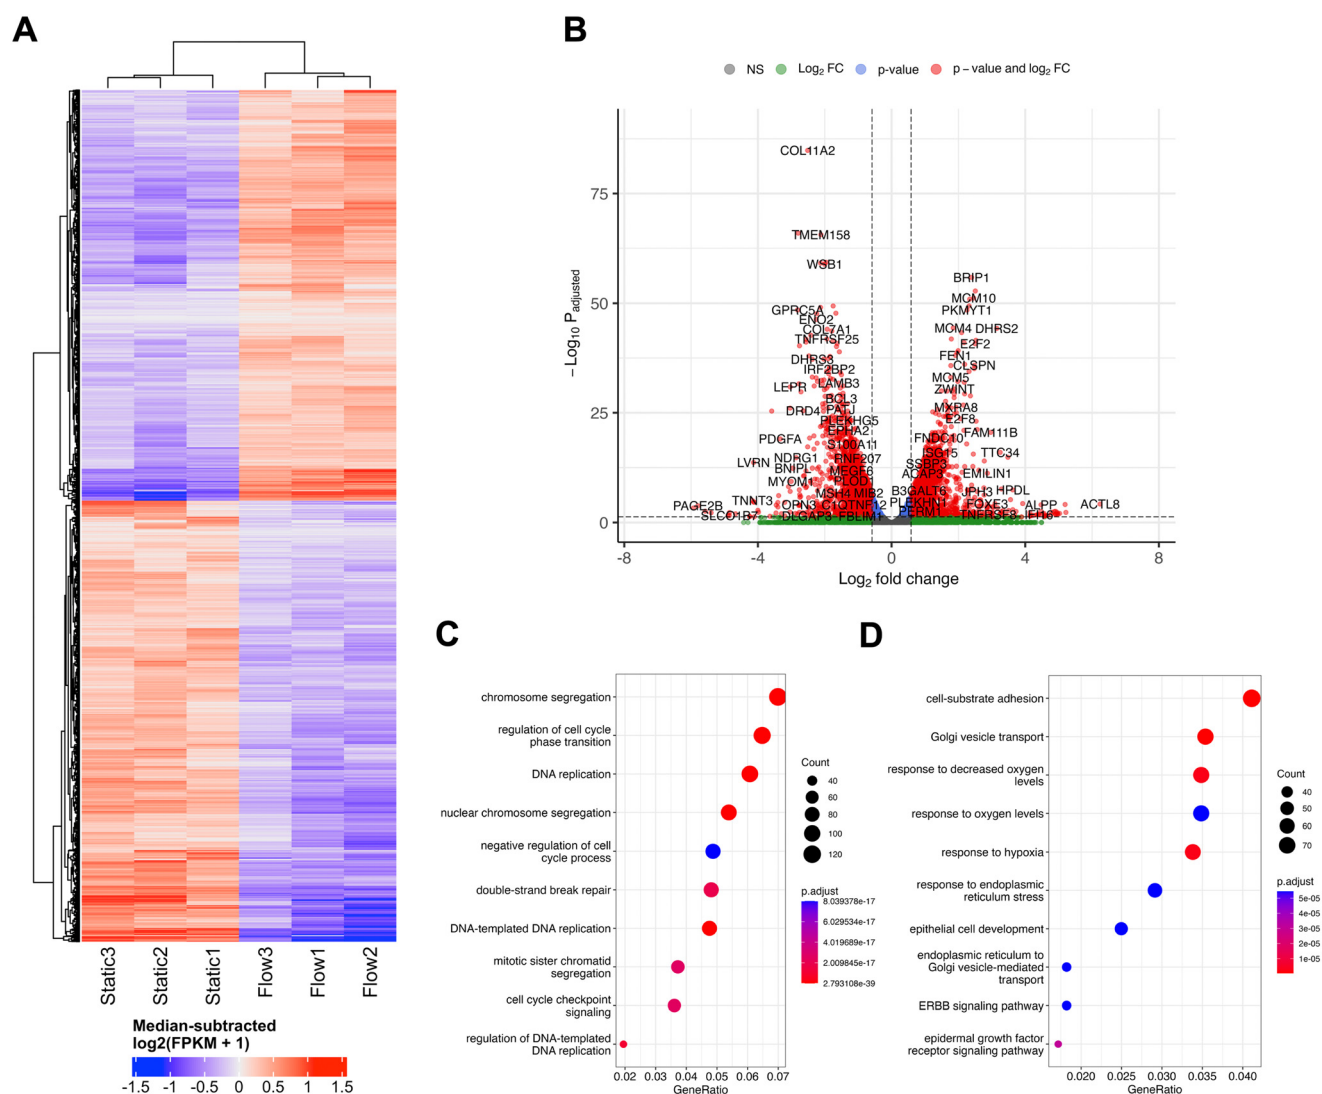 A
Static3
Static2
Static1
Flow3
Flow1
Flow2
Median-subtracted
log2(FPKM + 1)
-1.5 -1 -0.5 0 0.5 1 1.5
B
NS Log2 FC p-value p – value and log2 FC
– Log10 Padjusted
75
50
25
0
COL11A2
TMEM158
WSB1
BRIP1
MCM10
GPRC5A
PKMYT1
ENO2
COL7A1
MCM4 DHRS2
TNFRSF25
E2F2
FEN1
DHRS3
CLSPN
IRF2BP2
MCM5
LAMB3
LEPR
ZWINT
BCL3
DRD4
PATJ
MXRA8
PLEKHG5
E2F8
EPHA2
FAM111B
PDGFA
FNDC10
S100A11
ISG15
TTC34
NDRG1
RNF207
LVRN
SSBP3
BNIPL
MEGF6
ACAP3
EMILIN1
MYOM1
PLOD1
MSH4
MIB2
B3GALT6
JPH3
HPDL
TNNT3
PAGE2B
OPN3
C1QTNF12
PLEKHN1
FOXE3
ALPP
ACTL8
SLC01B7
DLGAP3
FBLIM1
PERM1
TNFRSF8
IFI16
-8 -4 0 4 8
Log2 fold change
C
chromosome segregation
regulation of cell cycle
phase transition
DNA replication
nuclear chromosome segregation
negative regulation of cell
cycle process
double-strand break repair
DNA-templated DNA replication
mitotic sister chromatid
segregation
cell cycle checkpoint
signaling
regulation of DNA-templated
DNA replication
0.02 0.03 0.04 0.05 0.06 0.07
GeneRatio
Count
40
60
80
100
120
p.adjust
8.039378e-17
6.029534e-17
4.019689e-17
2.009845e-17
2.793108e-39
D
cell-substrate adhesion
Golgi vesicle transport
response to decreased oxygen
levels
response to oxygen levels
response to hypoxia
response to endoplasmic
reticulum stress
epithelial cell development
endoplasmic reticulum to
Golgi vesicle-mediated
transport
ERBB signaling pathway
epidermal growth factor
receptor signaling pathway
0.020 0.025 0.030 0.035 0.040
GeneRatio
Count
40
50
60
70
p.adjust
5e-05
4e-05
3e-05
2e-05
1e-05